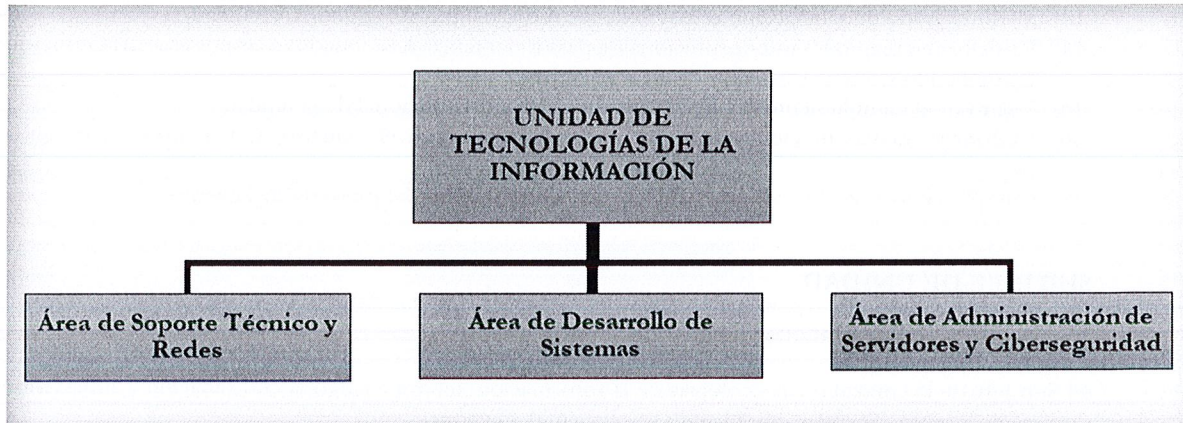 UNIDAD DE
TECNOLOGÍAS DE LA
INFORMACIÓN
Área de Soporte Técnico y
Redes
Área de Desarrollo de
Sistemas
Área de Administración de
Servidores y Ciberseguridad